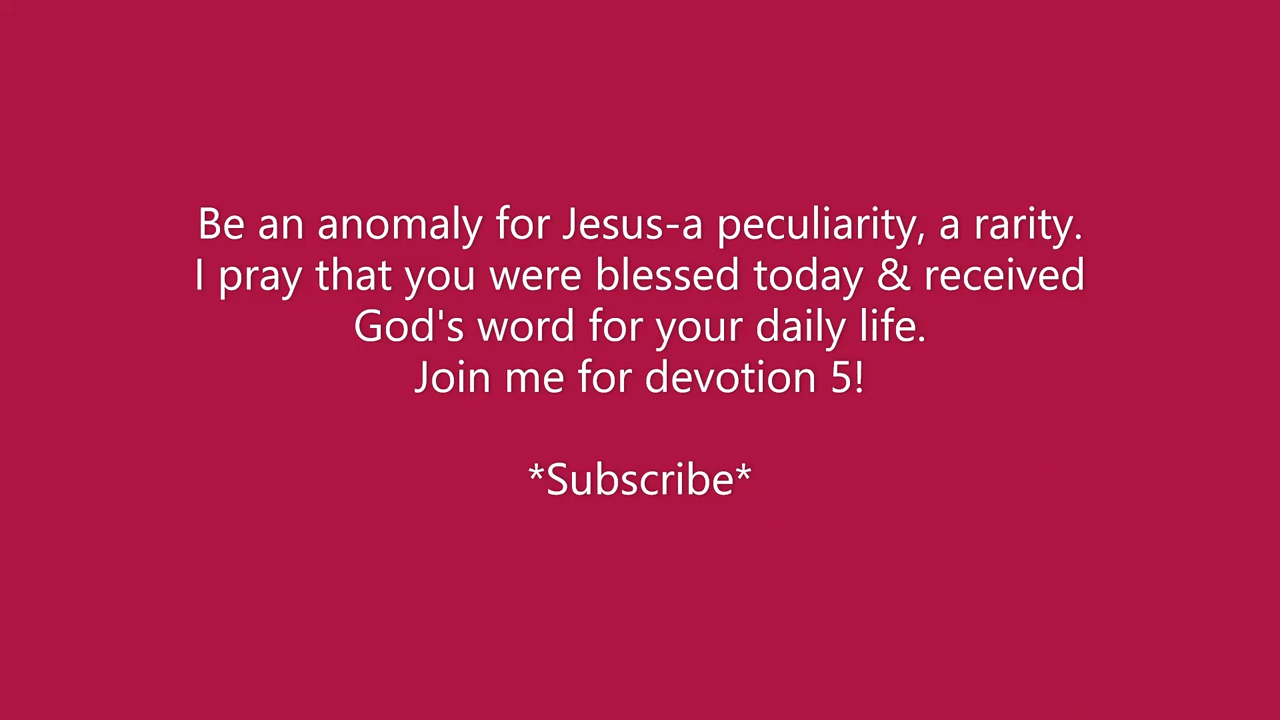 Be an anomaly for Jesus-a peculiarity, a rarity.
I pray that you were blessed today & received
God's word for your daily life.
Join me for devotion 5!
*Subscribe*